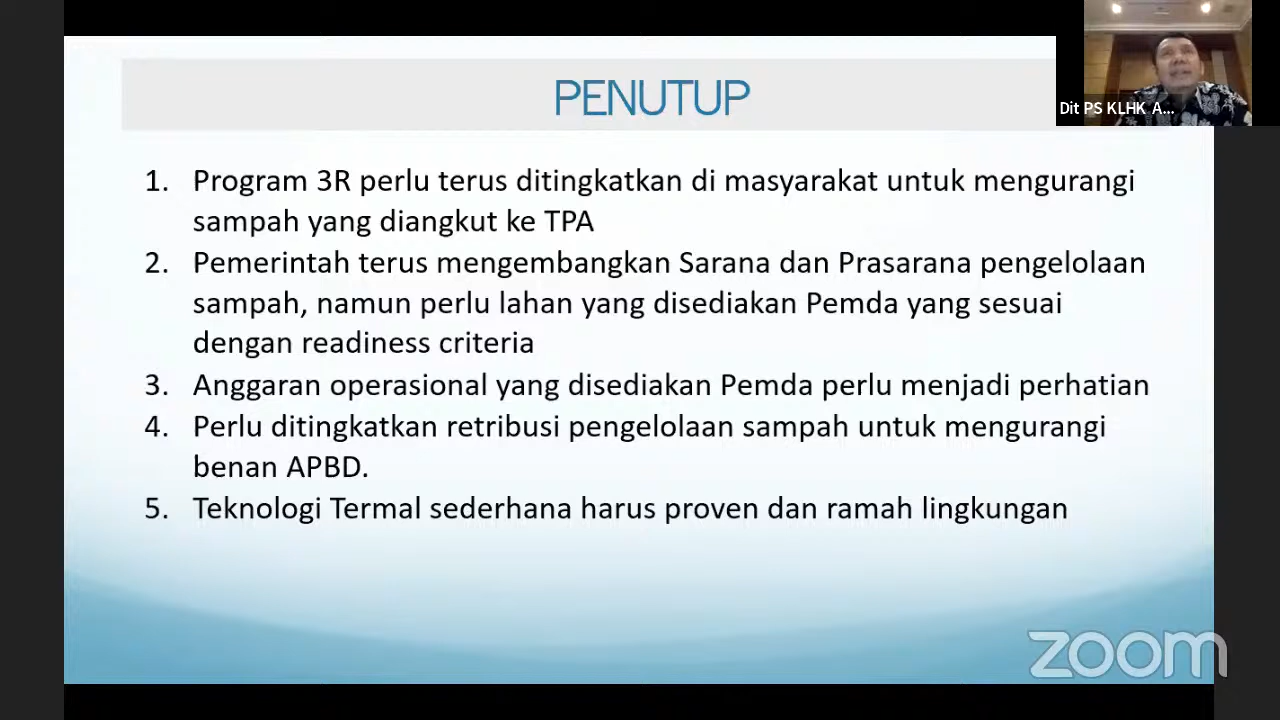 PENUTUP
Dit PS KLHK A...
1. Program 3R perlu terus ditingkatkan di masyarakat untuk mengurangi
sampah yang diangkut ke TPA
2. Pemerintah terus mengembangkan Sarana dan Prasarana pengelolaan
sampah, namun perlu lahan yang disediakan Pemda yang sesuai
dengan readiness criteria
3. Anggaran operasional yang disediakan Pemda perlu menjadi perhatian
4. Perlu ditingkatkan retribusi pengelolaan sampah untuk mengurangi
benan APBD.
5. Teknologi Termal sederhana harus proven dan ramah lingkungan
zoom